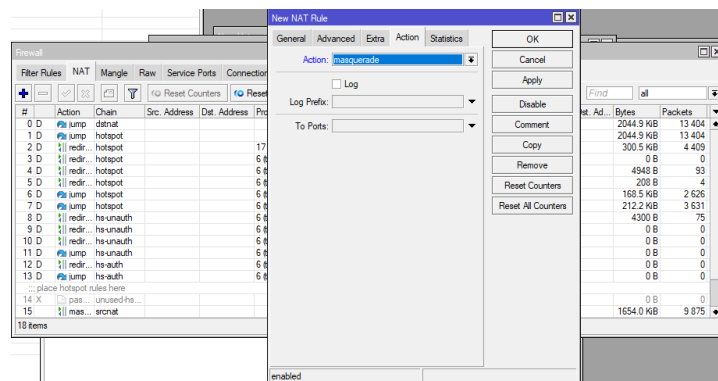 New NAT Rule
General Advanced Extra Action Statistics
Action: masquerade
Log
Log Prefix:
To Ports:
OK
Cancel
Apply
Disable
Comment
Copy
Remove
Reset Counters
Reset All Counters
enabled
Firewall
Filter Rules NAT Mangle Raw Service Ports Connection
Reset Counters Reset
Find all
# Action Chain Src. Address Dst. Address Pro Dst. Ad... Bytes Packets
0 D jump dstnat 2044.9 KiB 13 404
1 D jump hotspot 2044.9 KiB 13 404
2 D redir... hotspot 17 300.5 KiB 4 409
3 D redir... hotspot 6 (t 0 B 0
4 D redir... hotspot 6 (t 4948 B 93
5 D redir... hotspot 6 (t 208 B 4
6 D jump hotspot 6 (t 168.5 KiB 2 626
7 D jump hotspot 6 (t 212.2 KiB 3 631
8 D redir... hs-unauth 6 (t 4300 B 75
9 D redir... hs-unauth 6 (t 0 B 0
10 D redir... hs-unauth 6 (t 0 B 0
11 D jump hs-unauth 6 (t 0 B 0
12 D redir... hs-auth 6 (t 0 B 0
13 D jump hs-auth 6 (t 0 B 0
;;; place hotspot rules here
14 X pas... unused-hs... 0 B 0
15 mas... srcnat 1654.0 KiB 9 875
18 items